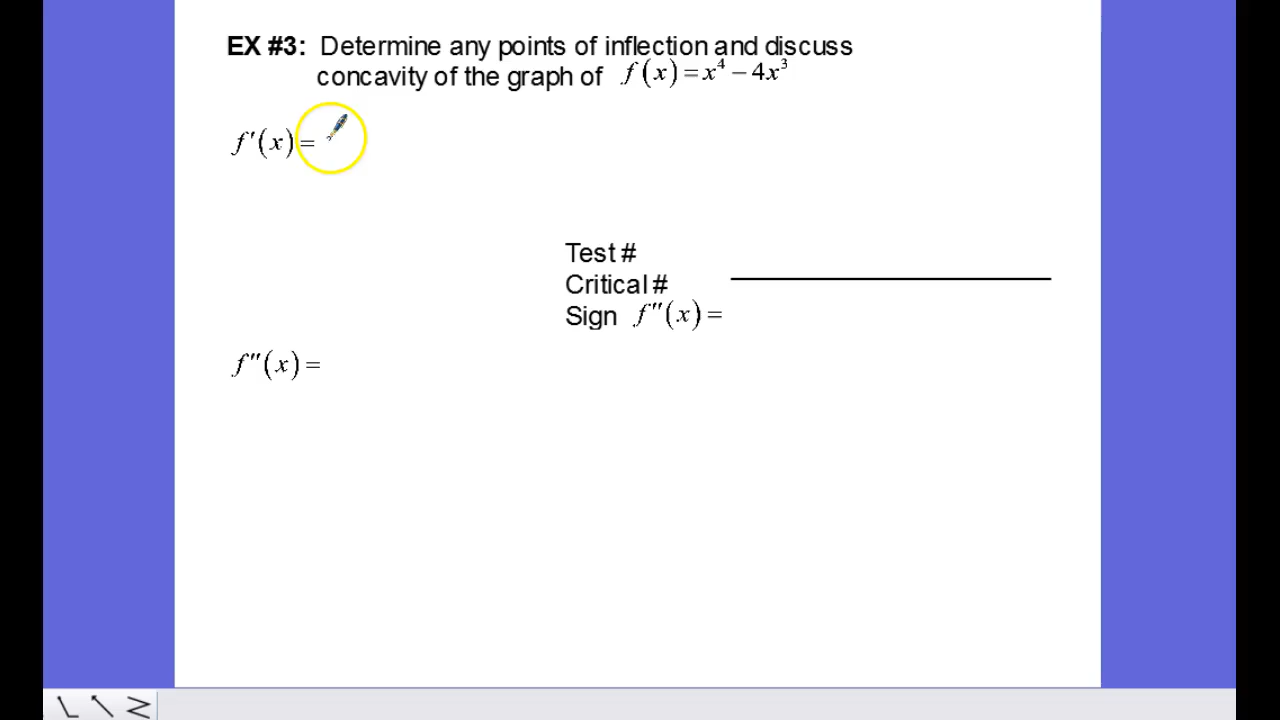 EX #3: Determine any points of inflection and discuss
concavity of the graph of f(x) = x⁴ − 4x³
f′(x) =
Test #
Critical #
Sign f″(x) =
f″(x) =